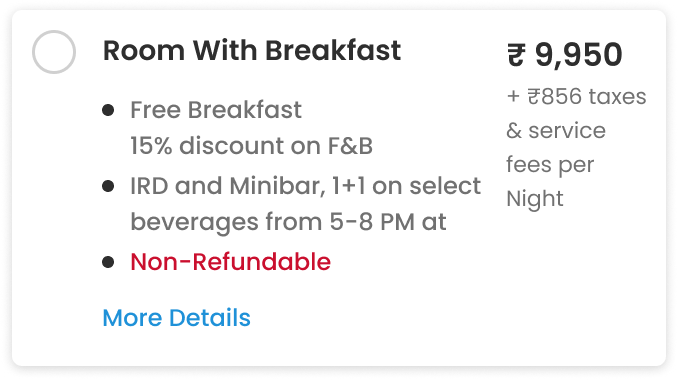 Room With Breakfast
₹ 9,950
+ ₹856 taxes
& service
fees per
Night
Free Breakfast
15% discount on F&B
IRD and Minibar, 1+1 on select
beverages from 5-8 PM at
Non-Refundable
More Details